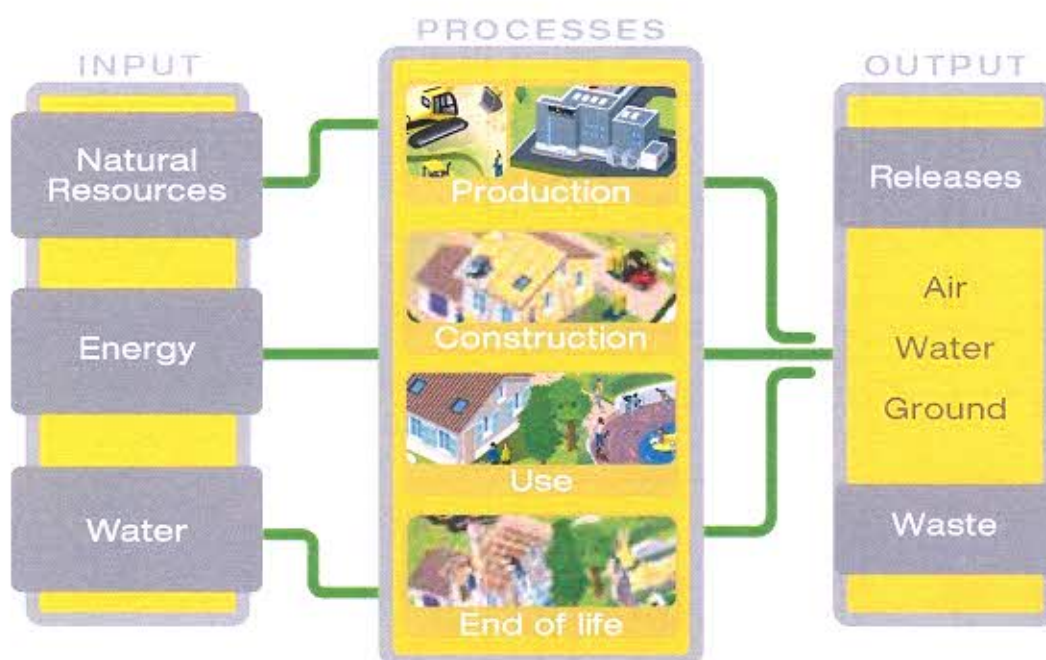 INPUT
Natural
Resources
Energy
Water
PROCESSES
Production
Construction
Use
End of life
OUTPUT
Releases
Air
Water
Ground
Waste